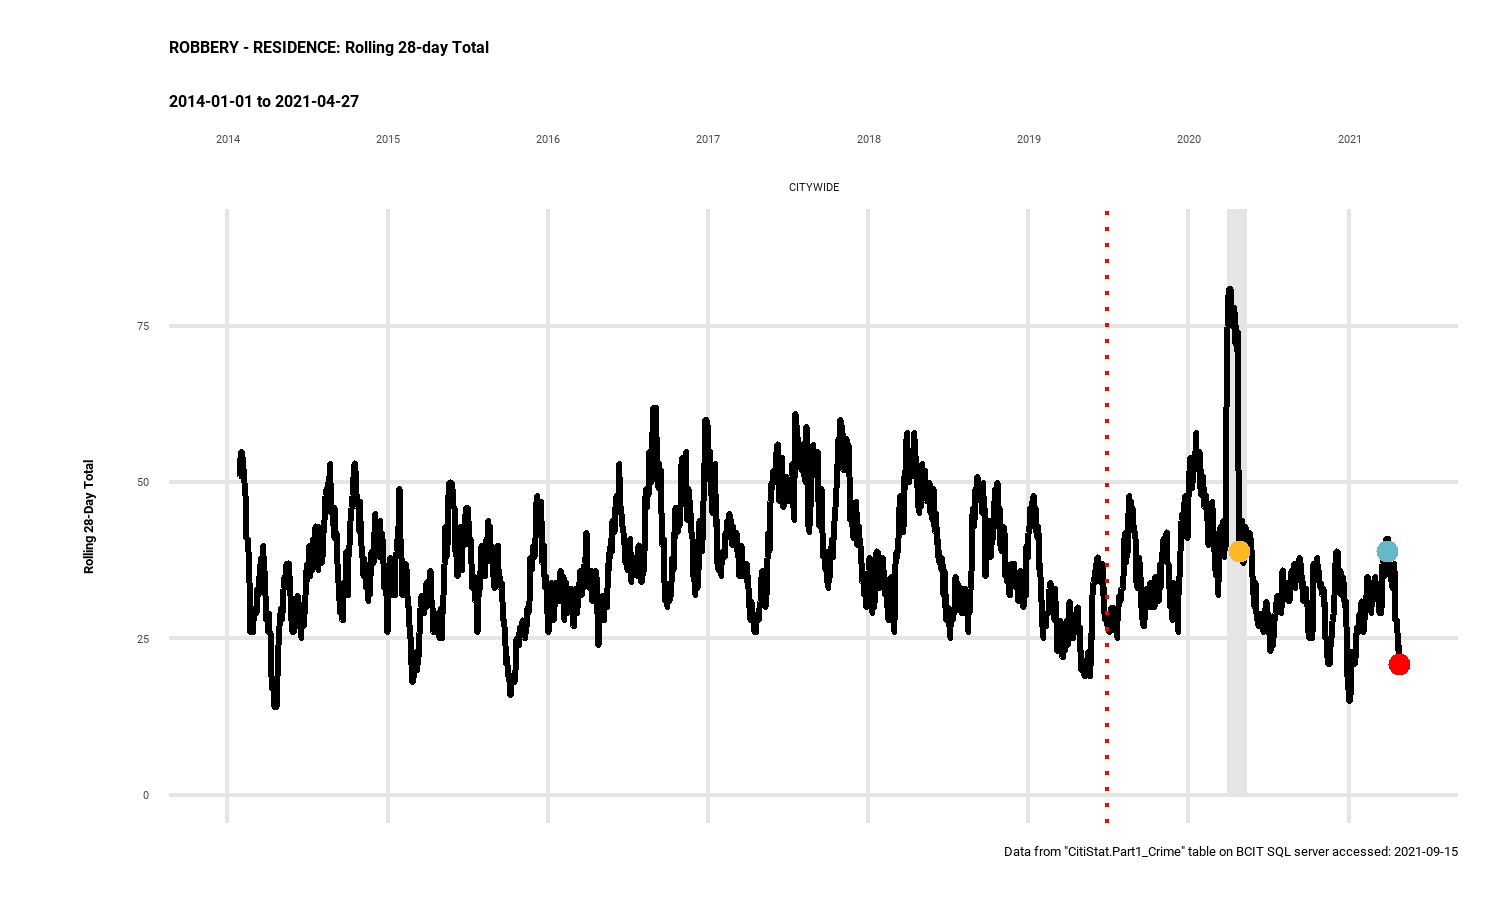 ROBBERY - RESIDENCE: Rolling 28-day Total
2014-01-01 to 2021-04-27
2014 2015 2016 2017 2018 2019 2020 2021
CITYWIDE
Rolling 28-Day Total
75
50
25
0
Data from "CitiStat.Part1_Crime" table on BCIT SQL server accessed: 2021-09-15